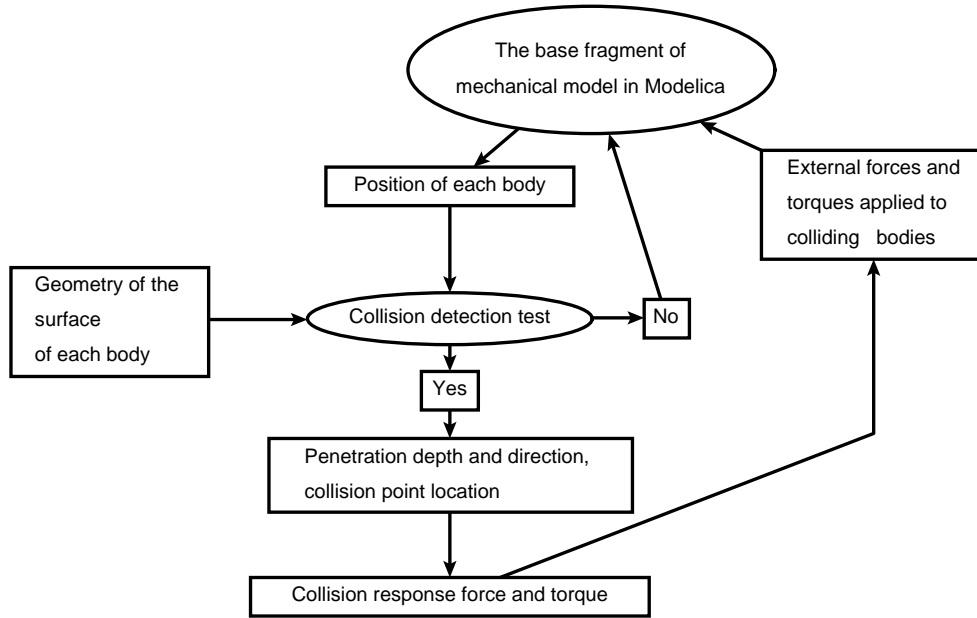 The base fragment of
mechanical model in Modelica
Position of each body
External forces and
torques applied to
colliding bodies
Geometry of the
surface
of each body
Collision detection test
No
Yes
Penetration depth and direction,
collision point location
Collision response force and torque